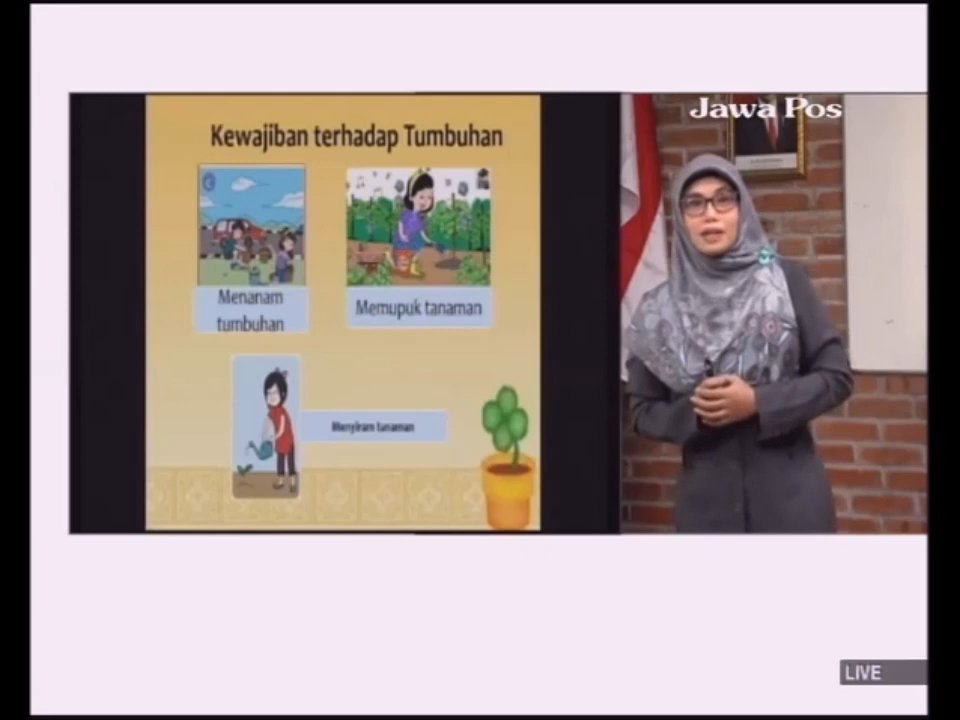 Jawa Pos
Kewajiban terhadap Tumbuhan
Menanam
tumbuhan
Memupuk tanaman
Menyiram tanaman
LIVE